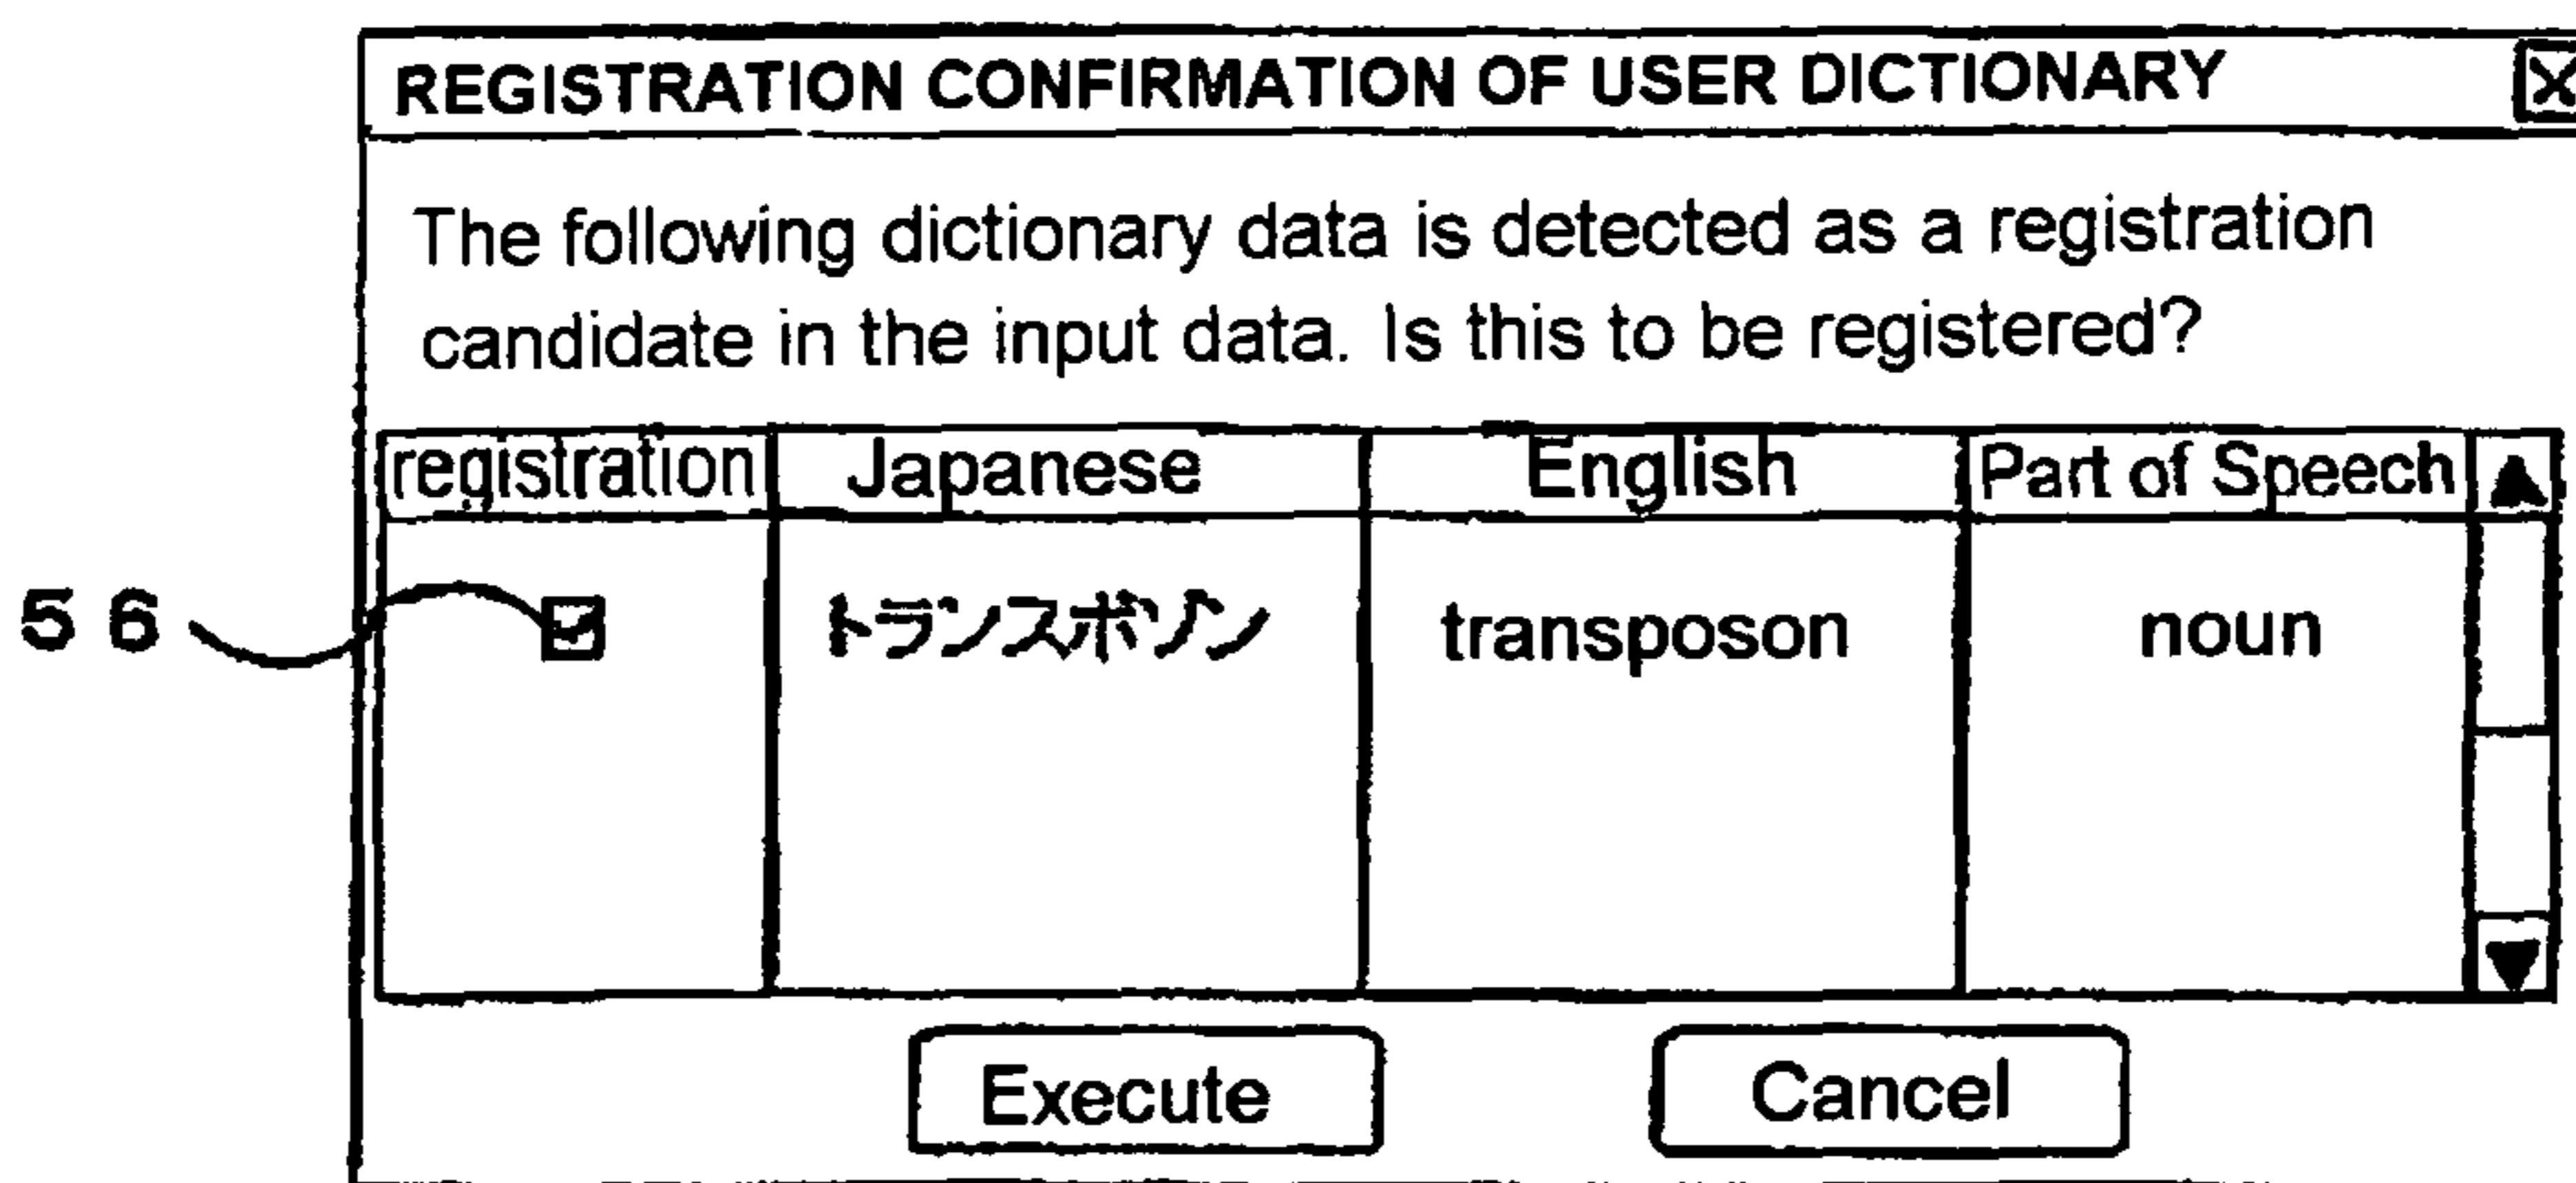 REGISTRATION CONFIRMATION OF USER DICTIONARY
The following dictionary data is detected as a registration
candidate in the input data. Is this to be registered?
registration Japanese English Part of Speech
56 トランスポゾン transposon noun
Execute Cancel